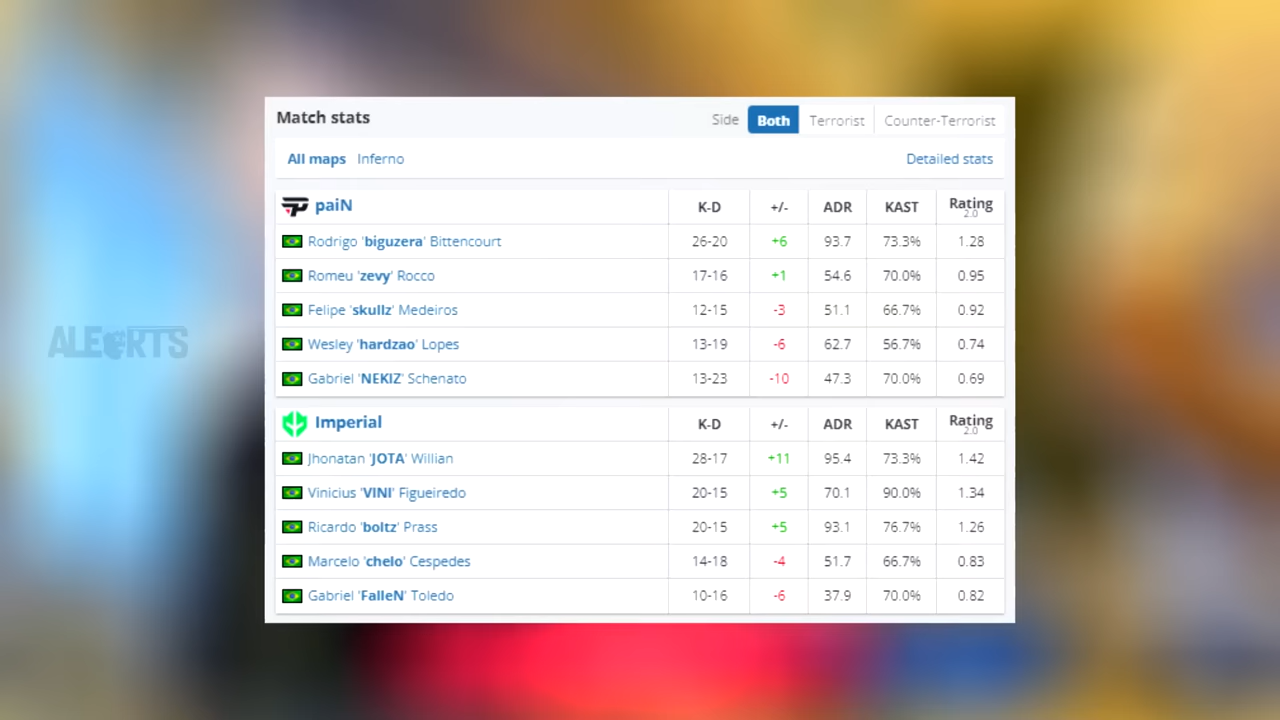 Match stats Side Both Terrorist Counter-Terrorist
All maps Inferno Detailed stats
paiN K-D +/- ADR KAST Rating 2.0
Rodrigo 'biguzera' Bittencourt 26-20 +6 93.7 73.3% 1.28
Romeu 'zevy' Rocco 17-16 +1 54.6 70.0% 0.95
Felipe 'skullz' Medeiros 12-15 -3 51.1 66.7% 0.92
Wesley 'hardzao' Lopes 13-19 -6 62.7 56.7% 0.74
Gabriel 'NEKIZ' Schenato 13-23 -10 47.3 70.0% 0.69
Imperial K-D +/- ADR KAST Rating 2.0
Jhonatan 'JOTA' Willian 28-17 +11 95.4 73.3% 1.42
Vinicius 'VINI' Figueiredo 20-15 +5 70.1 90.0% 1.34
Ricardo 'boltz' Prass 20-15 +5 93.1 76.7% 1.26
Marcelo 'chelo' Cespedes 14-18 -4 51.7 66.7% 0.83
Gabriel 'FalleN' Toledo 10-16 -6 37.9 70.0% 0.82